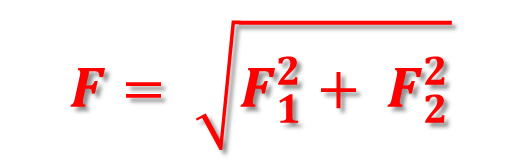 F = √(F₁² + F₂²)